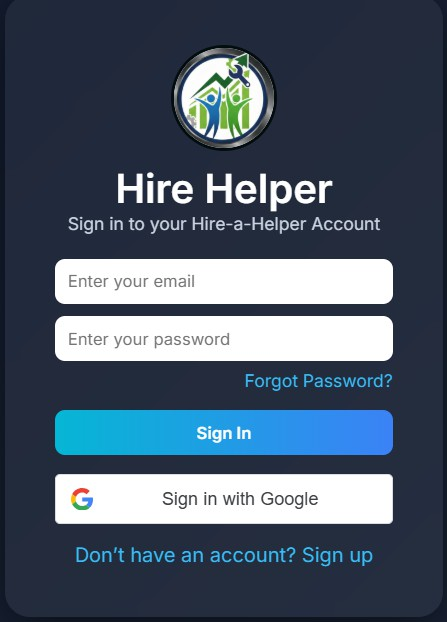 Hire Helper
Sign in to your Hire-a-Helper Account
Enter your email
Enter your password
Forgot Password?
Sign In
Sign in with Google
Don’t have an account? Sign up